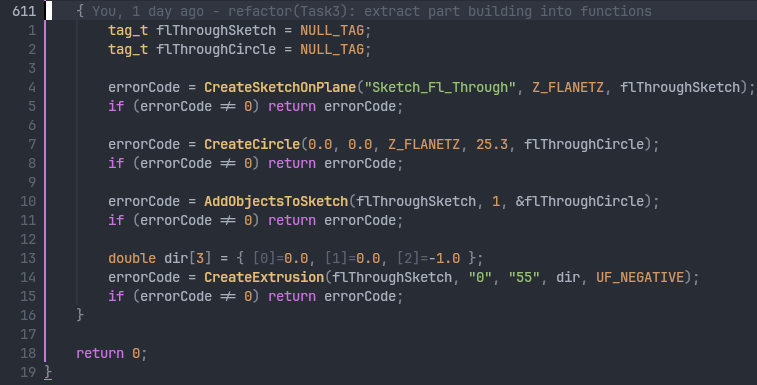 611 { You, 1 day ago - refactor(Task3): extract part building into functions
1 tag_t flThroughSketch = NULL_TAG;
2 tag_t flThroughCircle = NULL_TAG;
3
4 errorCode = CreateSketchOnPlane("Sketch_Fl_Through", Z_FLANETZ, flThroughSketch);
5 if (errorCode ≠ 0) return errorCode;
6
7 errorCode = CreateCircle(0.0, 0.0, Z_FLANETZ, 25.3, flThroughCircle);
8 if (errorCode ≠ 0) return errorCode;
9
10 errorCode = AddObjectsToSketch(flThroughSketch, 1, &flThroughCircle);
11 if (errorCode ≠ 0) return errorCode;
12
13 double dir[3] = { [0]=0.0, [1]=0.0, [2]=-1.0 };
14 errorCode = CreateExtrusion(flThroughSketch, "0", "55", dir, UF_NEGATIVE);
15 if (errorCode ≠ 0) return errorCode;
16 }
17
18 return 0;
19 }